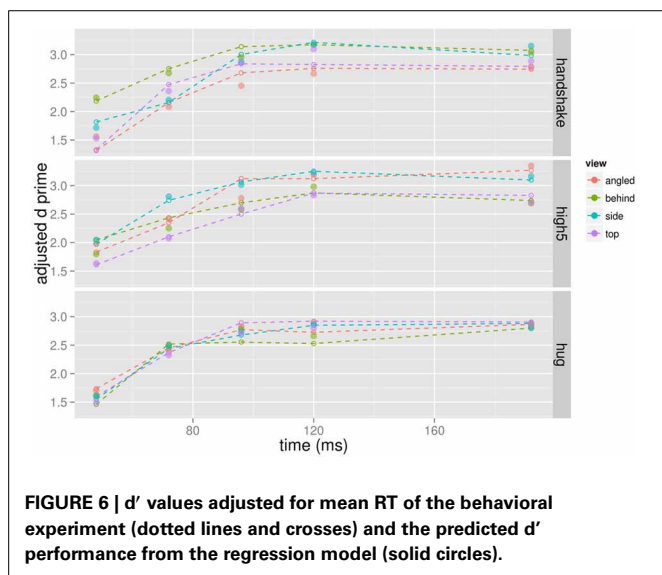 3.0
2.5
2.0
1.5
handshake
3.0
2.5
2.0
1.5
high5
3.0
2.5
2.0
1.5
hug
adjusted d prime
80
120
160
time (ms)
view
angled
behind
side
top
FIGURE 6 | d′ values adjusted for mean RT of the behavioral
experiment (dotted lines and crosses) and the predicted d′
performance from the regression model (solid circles).